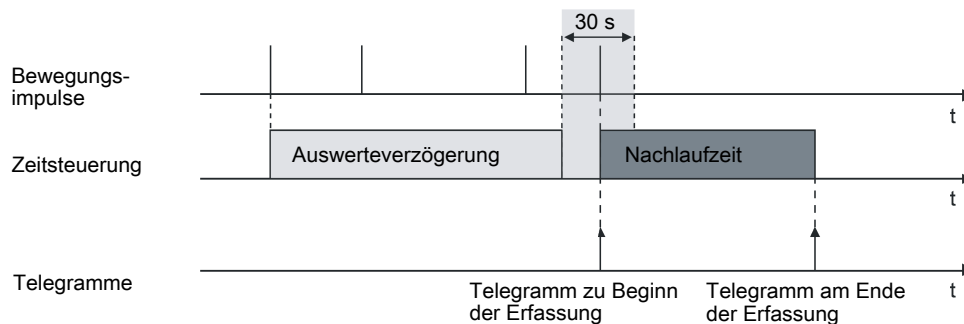 30 s
Bewegungs-
impulse
t
Zeitsteuerung
Auswerteverzögerung
Nachlaufzeit
t
Telegramme
t
Telegramm zu Beginn
der Erfassung
Telegramm am Ende
der Erfassung